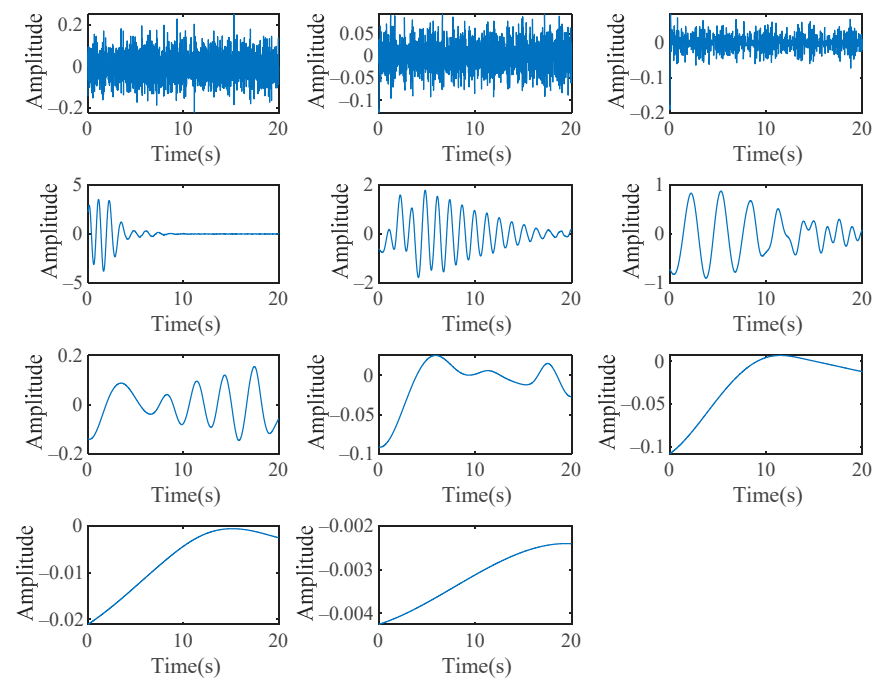 Amplitude
0.2
0
–0.2
0 10 20
Time(s)
Amplitude
0.05
0
–0.05
–0.1
0 10 20
Time(s)
Amplitude
0
–0.1
–0.2
0 10 20
Time(s)
Amplitude
5
0
–5
0 10 20
Time(s)
Amplitude
2
0
–2
0 10 20
Time(s)
Amplitude
1
0
–1
0 10 20
Time(s)
Amplitude
0.2
0
–0.2
0 10 20
Time(s)
Amplitude
0
–0.05
–0.1
0 10 20
Time(s)
Amplitude
0
–0.05
–0.1
0 10 20
Time(s)
Amplitude
0
–0.01
–0.02
0 10 20
Time(s)
Amplitude
–0.002
–0.003
–0.004
0 10 20
Time(s)